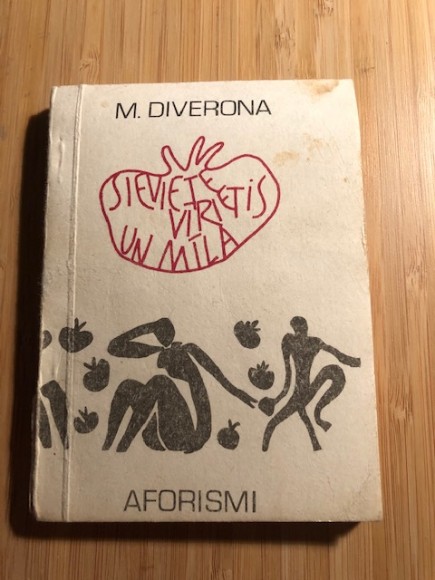 M. DIVERONA
SIEVIETE
VĪRIETIS
UN MĪLA
AFORISMI